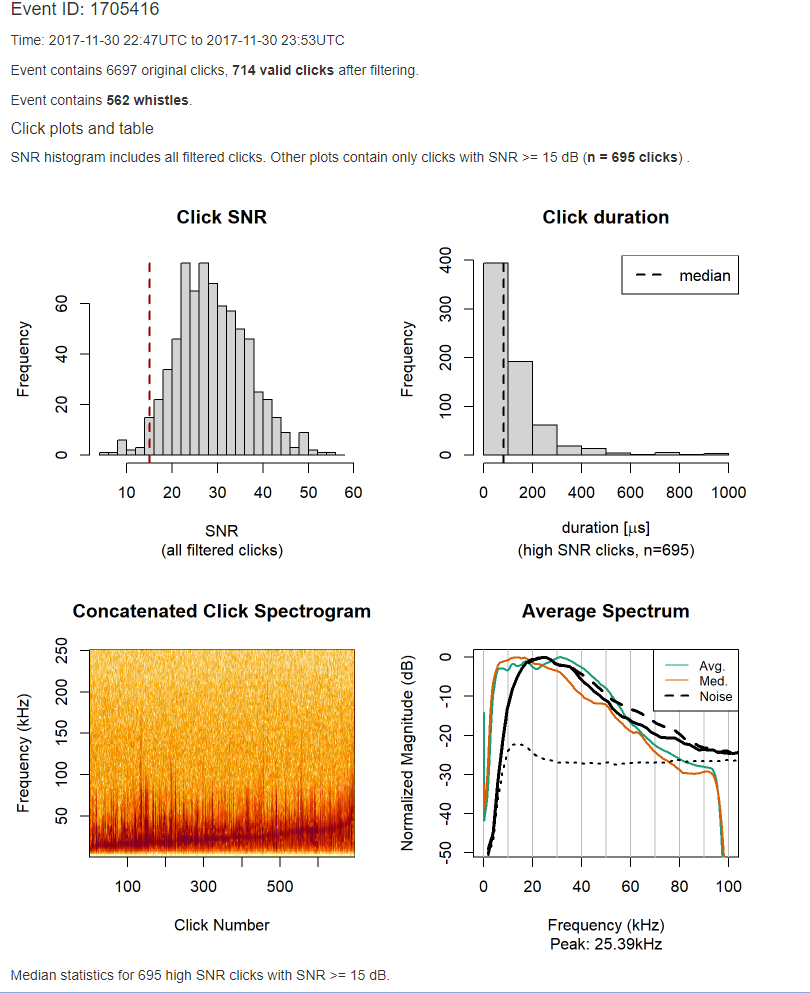 Event ID: 1705416
Time: 2017-11-30 22:47UTC to 2017-11-30 23:53UTC
Event contains 6697 original clicks, 714 valid clicks after filtering.
Event contains 562 whistles.
Click plots and table
SNR histogram includes all filtered clicks. Other plots contain only clicks with SNR >= 15 dB (n = 695 clicks) .
Click SNR
Frequency
0 20 40 60
10 20 30 40 50 60
SNR
(all filtered clicks)
Click duration
median
Frequency
0 100 200 300 400
0 200 400 600 800 1000
duration [μs]
(high SNR clicks, n=695)
Concatenated Click Spectrogram
Frequency (kHz)
50 100 150 200 250
100 300 500
Click Number
Average Spectrum
Avg.
Med.
Noise
Normalized Magnitude (dB)
-50 -40 -30 -20 -10 0
0 20 40 60 80 100
Frequency (kHz)
Peak: 25.39kHz
Median statistics for 695 high SNR clicks with SNR >= 15 dB.